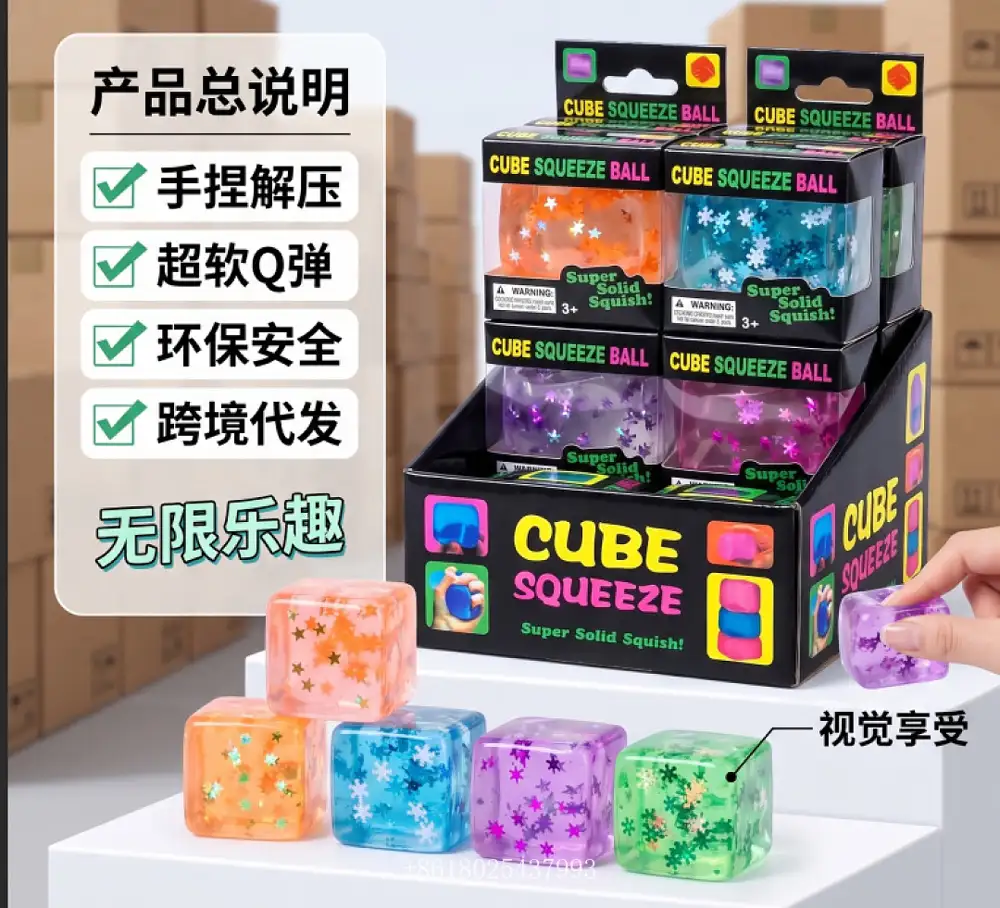 产品总说明
手捏解压
超软Q弹
环保安全
跨境代发
无限乐趣
CUBE SQUEEZE BALL
CUBE SQUEEZE BALL
CUBE SQUEEZE BALL
CUBE SQUEEZE BALL
Super
Solid
Squish!
WARNING:
3+
Super
Solid
Squish!
WARNING:
3+
CUBE SQUEEZE BALL
CUBE SQUEEZE BALL
Super
Solid
Super
CUBE
SQUEEZE
Super Solid Squish!
CUBE
SQUEEZE
视觉享受
+8618025437993